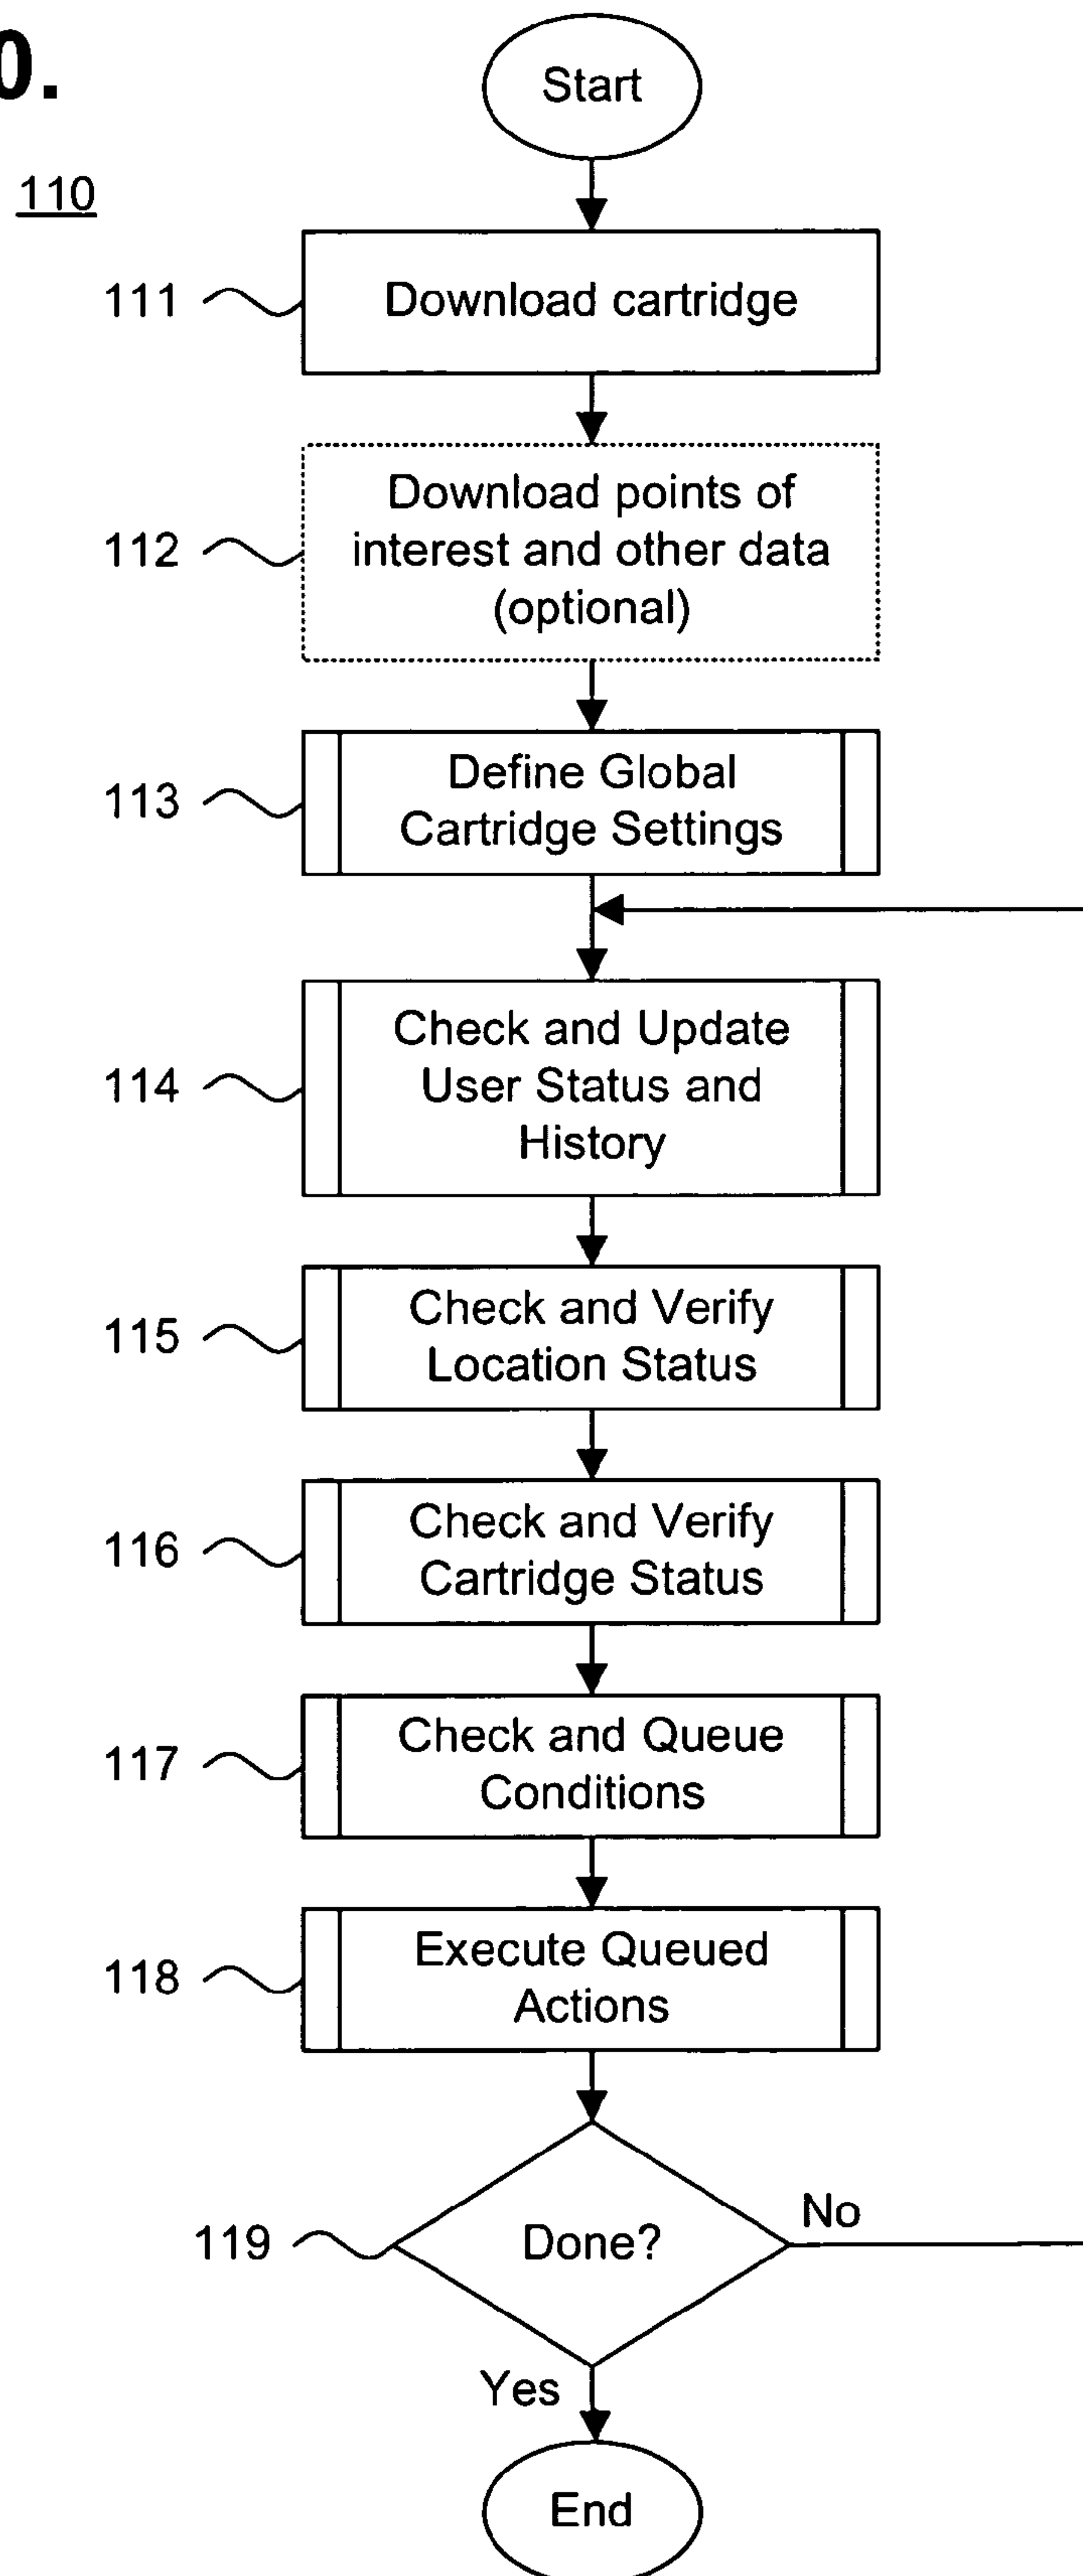 0.
110
Start
111
Download cartridge
112
Download points of
interest and other data
(optional)
113
Define Global
Cartridge Settings
114
Check and Update
User Status and
History
115
Check and Verify
Location Status
116
Check and Verify
Cartridge Status
117
Check and Queue
Conditions
118
Execute Queued
Actions
119
Done?
No
Yes
End